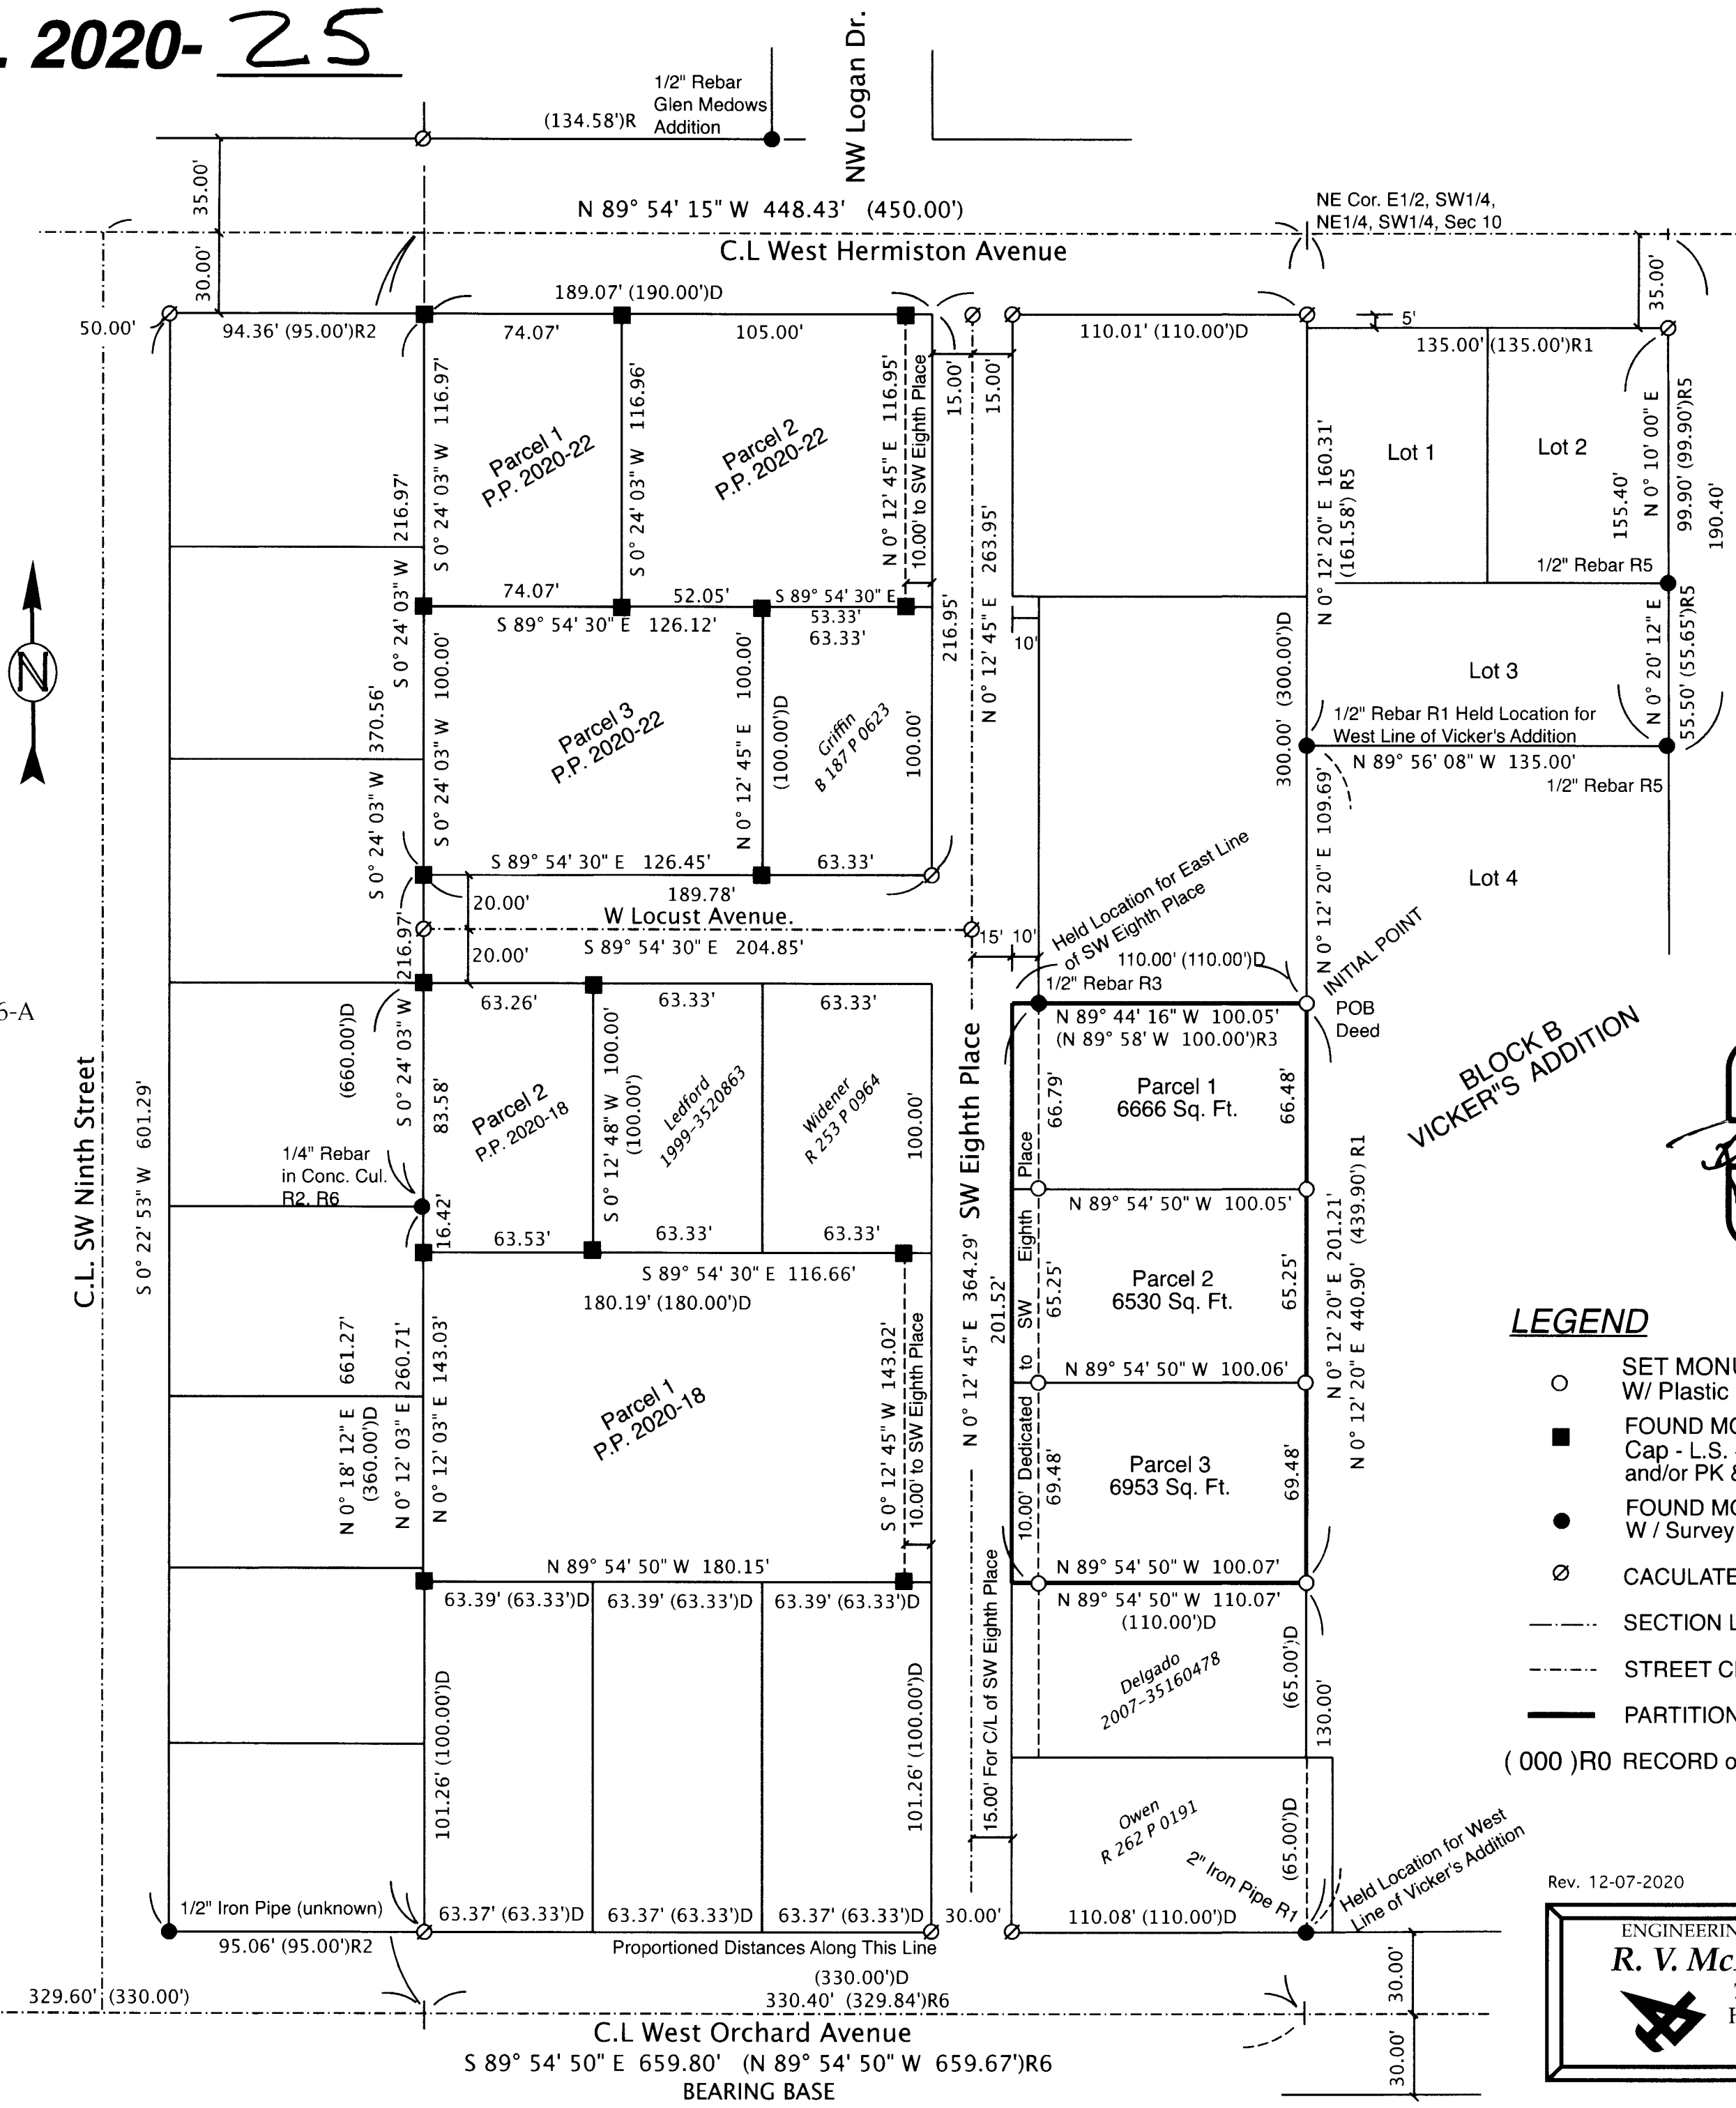 . 2020- 25
1/2" Rebar
Glen Medows
Addition
(134.58')R
NW Logan Dr.
35.00'
30.00'
N 89° 54' 15" W 448.43' (450.00')
C.L West Hermiston Avenue
NE Cor. E1/2, SW1/4,
NE1/4, SW1/4, Sec 10
189.07' (190.00')D
50.00'
94.36' (95.00')R2
74.07'
105.00'
110.01' (110.00')D
5'
35.00'
135.00' (135.00')R1
S 0° 24' 03" W 116.97'
S 0° 24' 03" W 116.96'
N 0° 12' 45" E 116.95'
10.00' to SW Eighth Place
15.00'
15.00'
Parcel 1
P.P. 2020-22
Parcel 2
P.P. 2020-22
N 0° 12' 20" E 160.31'
(161.58') R5
Lot 1
Lot 2
155.40'
N 0° 10' 00" E
99.90' (99.90')R5
190.40'
S 0° 24' 03" W 216.97'
N 0° 12' 45" E 263.95'
216.95'
1/2" Rebar R5
74.07'
52.05'
S 89° 54' 30" E
53.33'
S 89° 54' 30" E 126.12'
63.33'
10'
N
S 0° 24' 03" W 370.56'
S 0° 24' 03" W 100.00'
Parcel 3
P.P. 2020-22
N 0° 12' 45" E 100.00'
(100.00')D
Griffin
B 187 P 0623
100.00'
300.00' (300.00')D
Lot 3
N 0° 20' 12" E
55.50' (55.65')R5
1/2" Rebar R1 Held Location for
West Line of Vicker's Addition
N 89° 56' 08" W 135.00'
1/2" Rebar R5
N 0° 12' 20" E 109.69'
Lot 4
S 89° 54' 30" E 126.45'
63.33'
189.78'
20.00'
W Locust Avenue.
S 89° 54' 30" E 204.85'
20.00'
216.97'
15' 10'
Held Location for East Line
of SW Eighth Place
110.00' (110.00')D
INITIAL POINT
1/2" Rebar R3
POB
Deed
6-A
63.26'
63.33'
63.33'
N 89° 44' 16" W 100.05'
(N 89° 58' W 100.00')R3
(660.00')D
S 0° 24' 03" W
83.58'
Parcel 2
P.P. 2020-18
S 0° 12' 48" W 100.00'
(100.00')
Ledford
1999-3520863
Widener
R 253 P 0964
100.00'
66.79'
Parcel 1
6666 Sq. Ft.
66.48'
BLOCK B
VICKER"S ADDITION
C.L. SW Ninth Street
S 0° 22' 53" W 601.29'
1/4" Rebar
in Conc. Cul.
R2, R6
16.42'
63.53'
63.33'
63.33'
SW Eighth Place
N 89° 54' 50" W 100.05'
S 89° 54' 30" E 116.66'
180.19' (180.00')D
65.25'
Parcel 2
6530 Sq. Ft.
65.25'
N 0° 12' 20" E 201.21'
N 0° 12' 20" E 440.90' (439.90') R1
N 0° 12' 45" E 364.29'
201.52'
10.00' Dedicated to SW Eighth Place
N 0° 18' 12" E 661.27'
(360.00')D
N 0° 12' 03" E 260.71'
N 0° 12' 03" E 143.03'
Parcel 1
P.P. 2020-18
S 0° 12' 45" W 143.02'
10.00' to SW Eighth Place
N 89° 54' 50" W 100.06'
69.48'
Parcel 3
6953 Sq. Ft.
69.48'
LEGEND
SET MONU
W/ Plastic
FOUND MO
Cap - L.S.
and/or PK &
FOUND MO
W / Survey
CACULATE
SECTION L
STREET C
PARTITION
( 000 )R0 RECORD o
N 89° 54' 50" W 180.15'
N 89° 54' 50" W 100.07'
63.39' (63.33')D
63.39' (63.33')D
63.39' (63.33')D
N 89° 54' 50" W 110.07'
(110.00')D
15.00' For C/L of SW Eighth Place
Delgado
2007-35160478
(65.00')D
130.00'
101.26' (100.00')D
101.26' (100.00')D
Owen
R 262 P 0191
(65.00')D
2" Iron Pipe R1
Held Location for West
Line of Vicker's Addition
Rev. 12-07-2020
1/2" Iron Pipe (unknown)
95.06' (95.00')R2
63.37' (63.33')D
63.37' (63.33')D
63.37' (63.33')D
30.00'
110.08' (110.00')D
Proportioned Distances Along This Line
(330.00')D
329.60' (330.00')
330.40' (329.84')R6
30.00'
C.L West Orchard Avenue
S 89° 54' 50" E 659.80' (N 89° 54' 50" W 659.67')R6
BEARING BASE
30.00'
ENGINEERIN
R. V. Mc